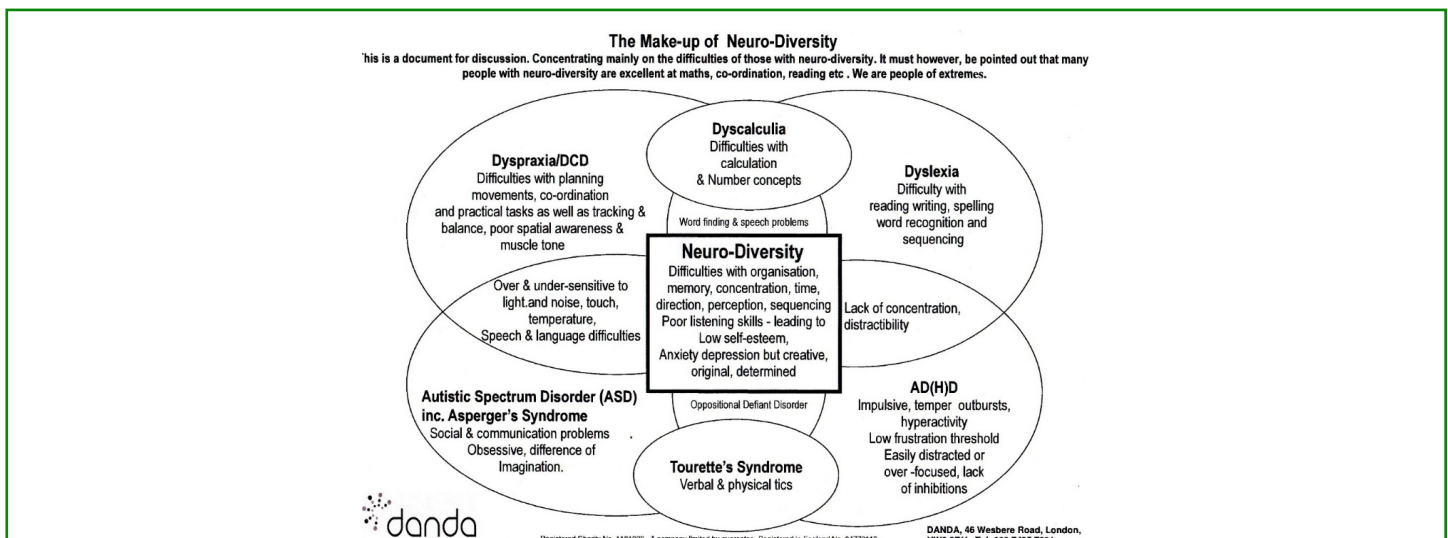 The Make-up of Neuro-Diversity
his is a document for discussion. Concentrating mainly on the difficulties of those with neuro-diversity. It must however, be pointed out that many
people with neuro-diversity are excellent at maths, co-ordination, reading etc . We are people of extremes.
Dyscalculia
Difficulties with
calculation
& Number concepts
Dyspraxia/DCD
Difficulties with planning
movements, co-ordination
and practical tasks as well as tracking &
balance, poor spatial awareness &
muscle tone
Dyslexia
Difficulty with
reading writing, spelling
word recognition and
sequencing
Word finding & speech problems
Neuro-Diversity
Difficulties with organisation,
memory, concentration, time,
direction, perception, sequencing
Poor listening skills - leading to
Low self-esteem,
Anxiety depression but creative,
original, determined
Over & under-sensitive to
light.and noise, touch,
temperature,
Speech & language difficulties
Lack of concentration,
distractibility
Autistic Spectrum Disorder (ASD)
inc. Asperger's Syndrome
Social & communication problems
Obsessive, difference of
Imagination.
Oppositional Defiant Disorder
AD(H)D
Impulsive, temper outbursts,
hyperactivity
Low frustration threshold
Easily distracted or
over -focused, lack
of inhibitions
Tourette's Syndrome
Verbal & physical tics
danda
DANDA, 46 Wesbere Road, London,